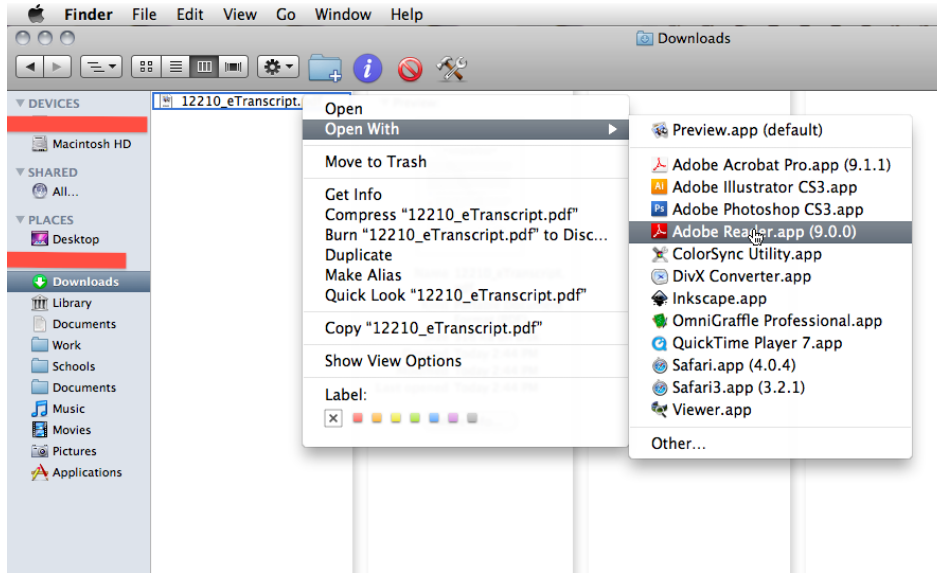 Finder File Edit View Go Window Help
Downloads
DEVICES
Macintosh HD
SHARED
All...
PLACES
Desktop
Downloads
Library
Documents
Work
Schools
Documents
Music
Movies
Pictures
Applications
12210_eTranscript.
Open
Open With
Move to Trash
Get Info
Compress “12210_eTranscript.pdf”
Burn “12210_eTranscript.pdf” to Disc...
Duplicate
Make Alias
Quick Look “12210_eTranscript.pdf”
Copy “12210_eTranscript.pdf”
Show View Options
Label:
Preview.app (default)
Adobe Acrobat Pro.app (9.1.1)
Adobe Illustrator CS3.app
Adobe Photoshop CS3.app
Adobe Reader.app (9.0.0)
ColorSync Utility.app
DivX Converter.app
Inkscape.app
OmniGraffle Professional.app
QuickTime Player 7.app
Safari.app (4.0.4)
Safari3.app (3.2.1)
Viewer.app
Other...